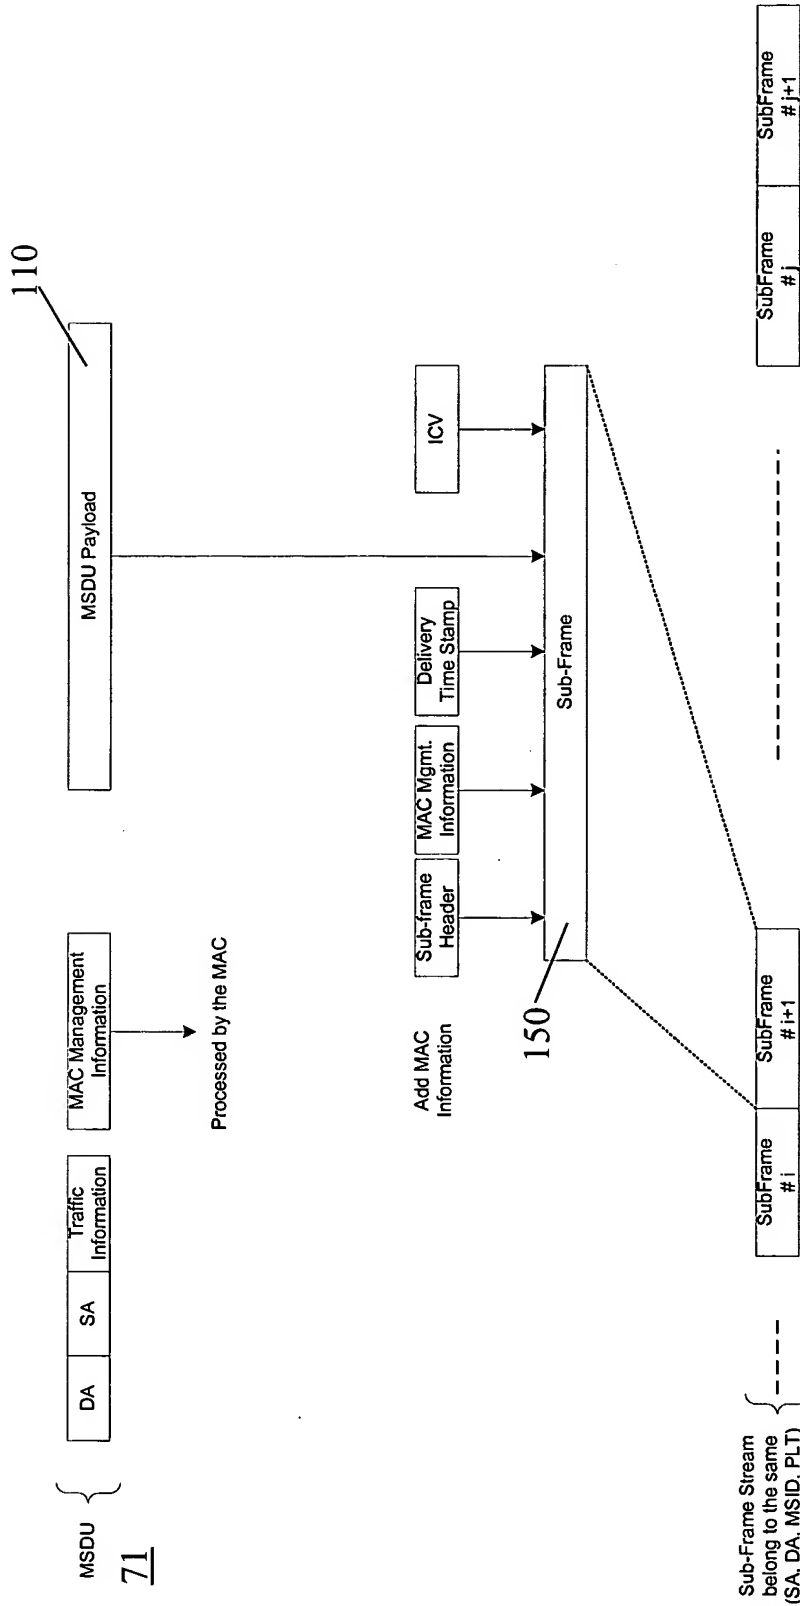 MSDU
71
DA
SA
Traffic
Information
MAC Management
Information
MSDU Payload
110
Processed by the MAC
Add MAC
Information
Sub-frame
Header
MAC Mgmt.
Information
Delivery
Time Stamp
ICV
150
Sub-Frame
Sub-Frame Stream
belong to the same
(SA, DA, MSID, PLT)
SubFrame
# i
SubFrame
# i+1
SubFrame
# j
SubFrame
# j+1